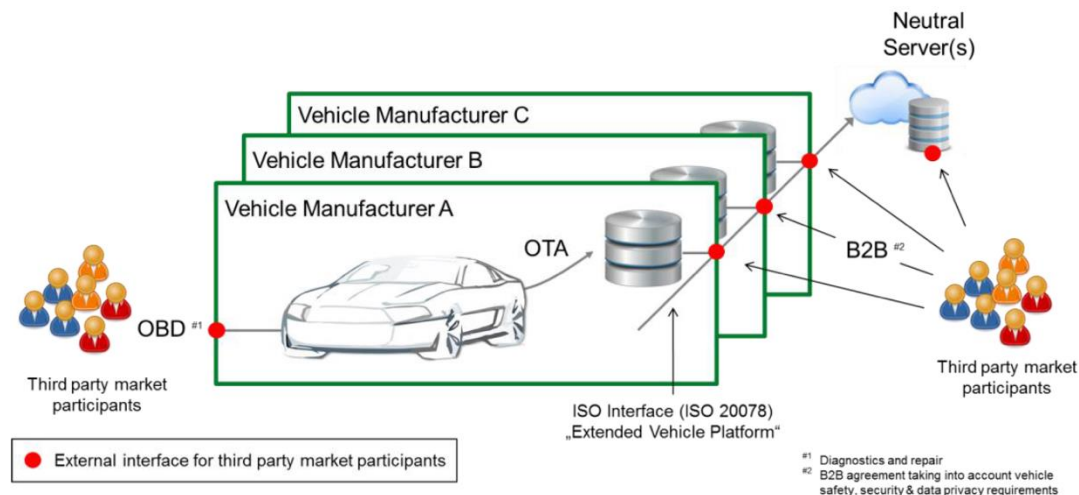 Neutral
Server(s)
Vehicle Manufacturer C
Vehicle Manufacturer B
Vehicle Manufacturer A
OTA
B2B #2
OBD #1
Third party market
participants
Third party market
participants
ISO Interface (ISO 20078)
„Extended Vehicle Platform“
External interface for third party market participants
#1 Diagnostics and repair
#2 B2B agreement taking into account vehicle
safety, security & data privacy requirements